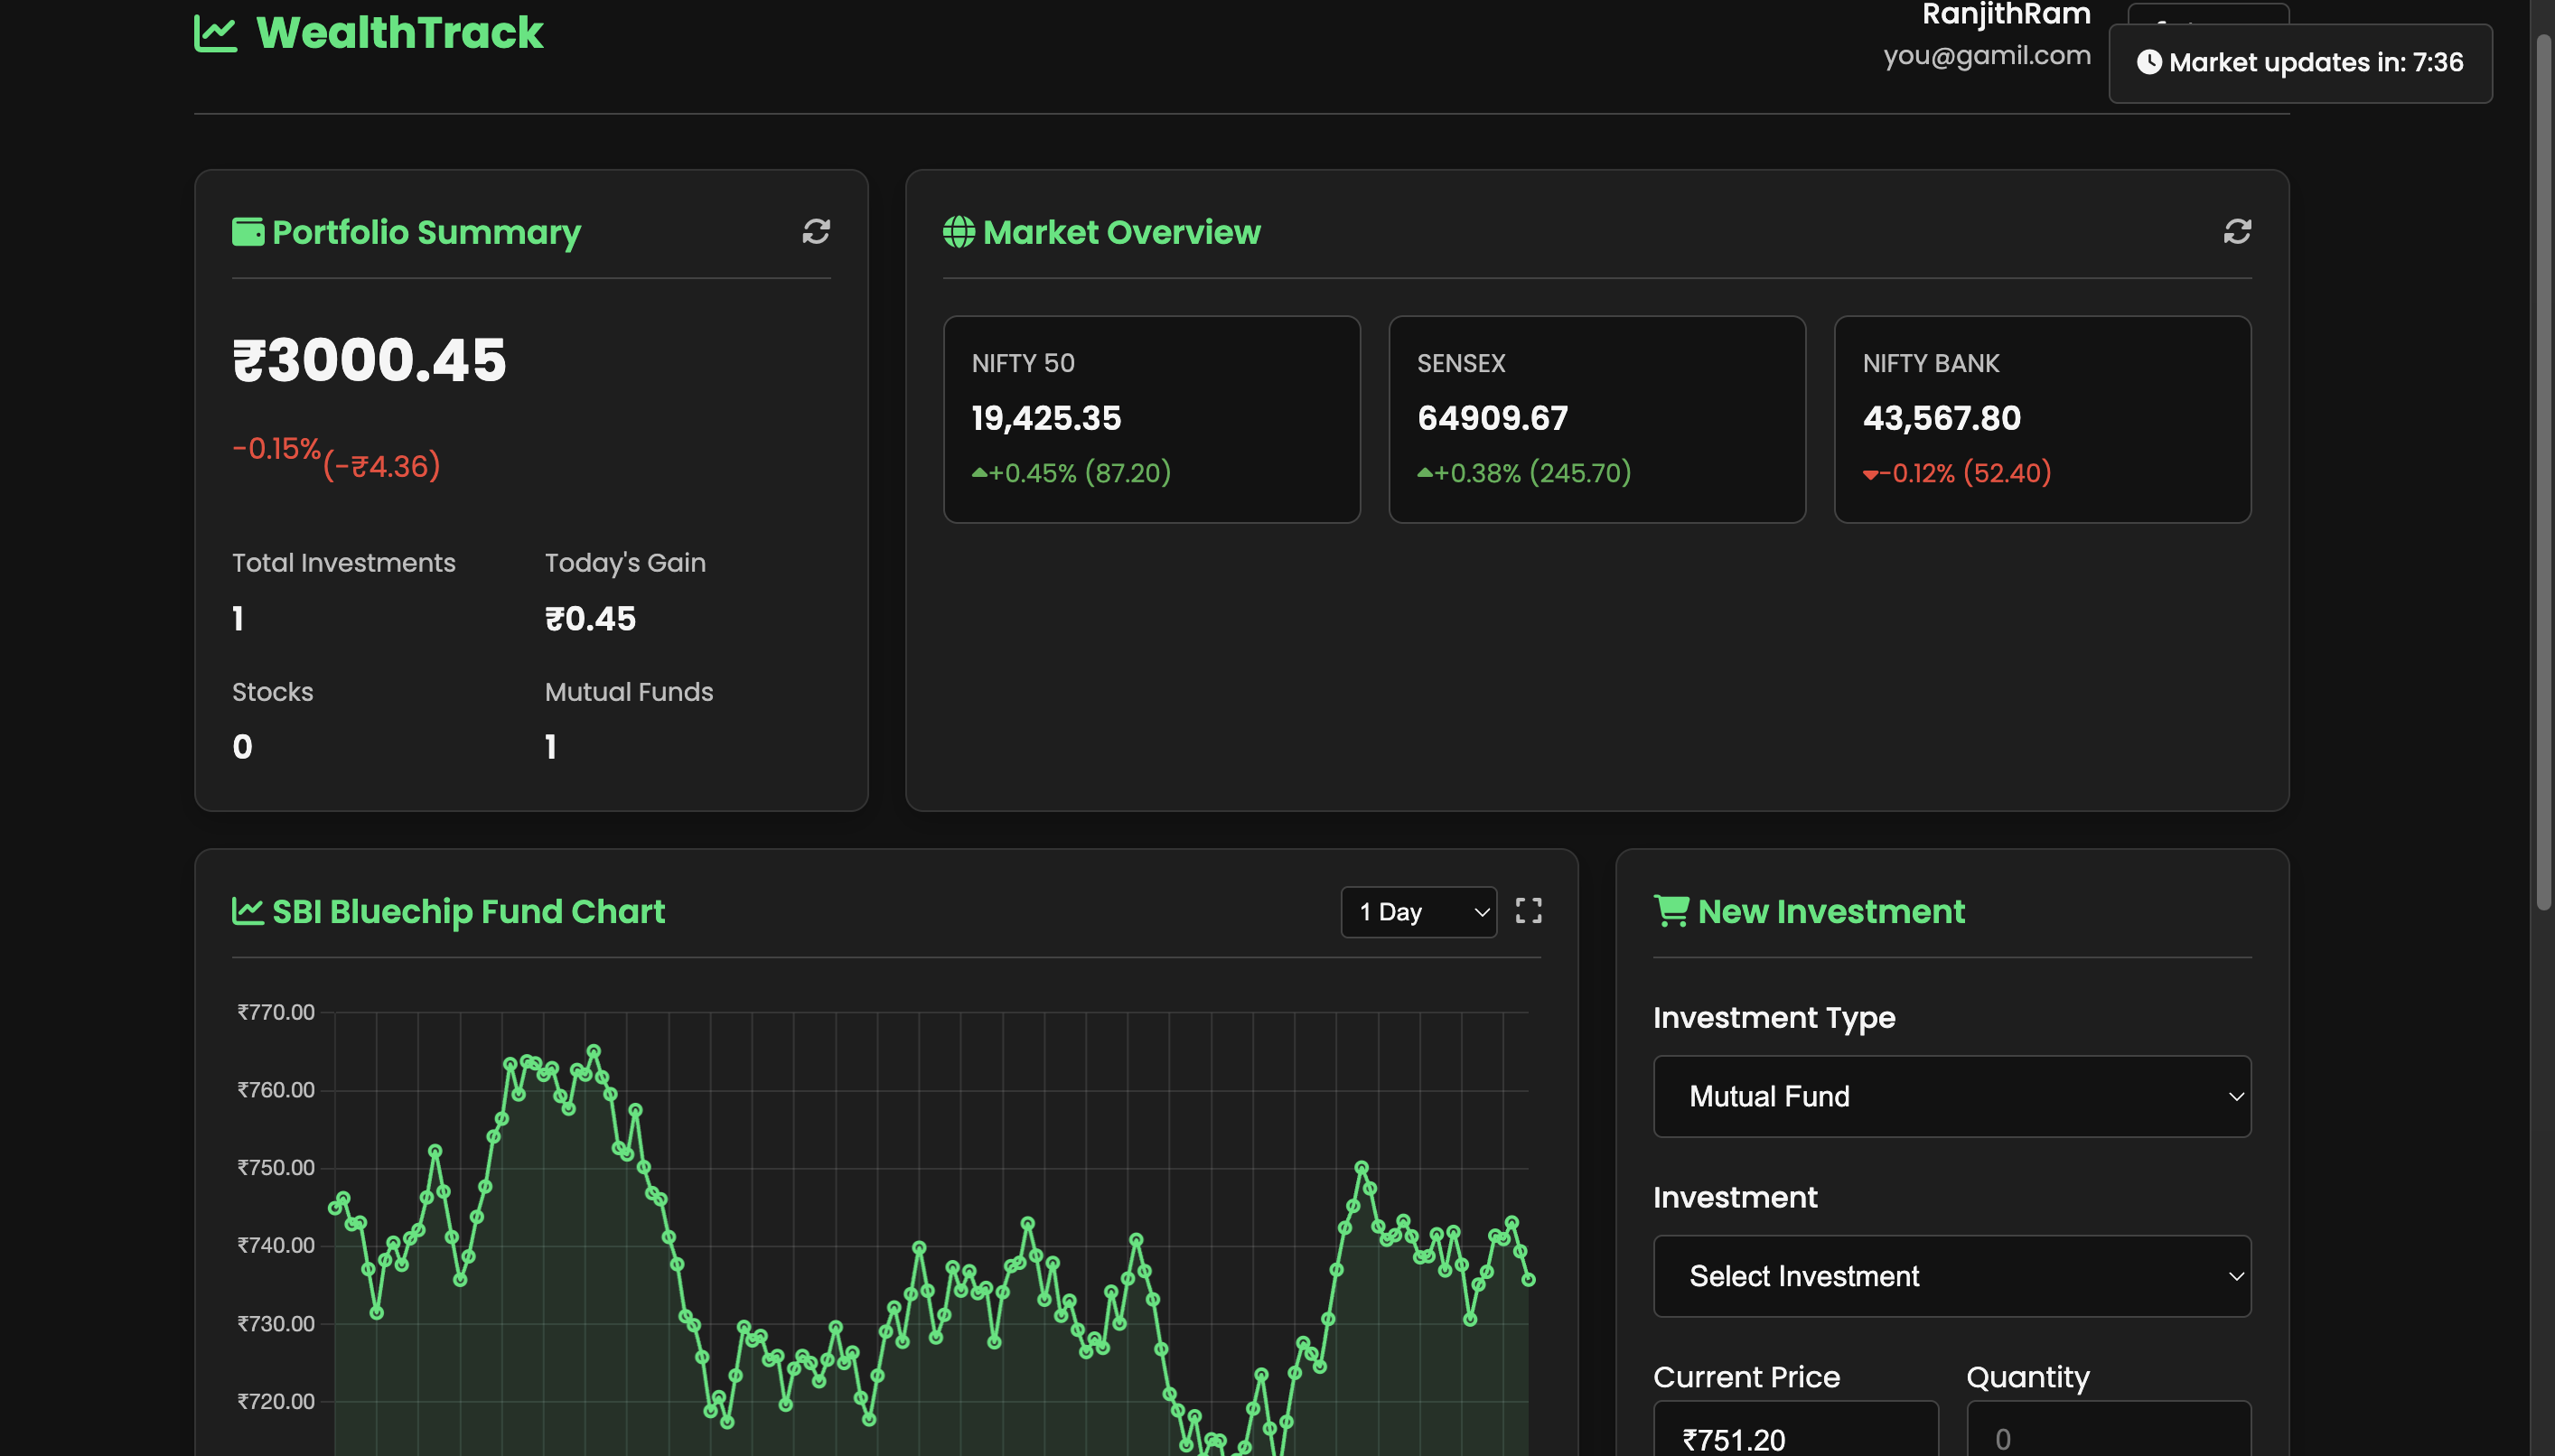 WealthTrack
RanjithRam
you@gamil.com
Market updates in: 7:36
Portfolio Summary
₹3000.45
-0.15%(-₹4.36)
Total Investments
Today's Gain
1
₹0.45
Stocks
Mutual Funds
0
1
Market Overview
NIFTY 50
19,425.35
+0.45% (87.20)
SENSEX
64909.67
+0.38% (245.70)
NIFTY BANK
43,567.80
-0.12% (52.40)
SBI Bluechip Fund Chart
1 Day
₹770.00
₹760.00
₹750.00
₹740.00
₹730.00
₹720.00
New Investment
Investment Type
Mutual Fund
Investment
Select Investment
Current Price
Quantity
₹751.20
0